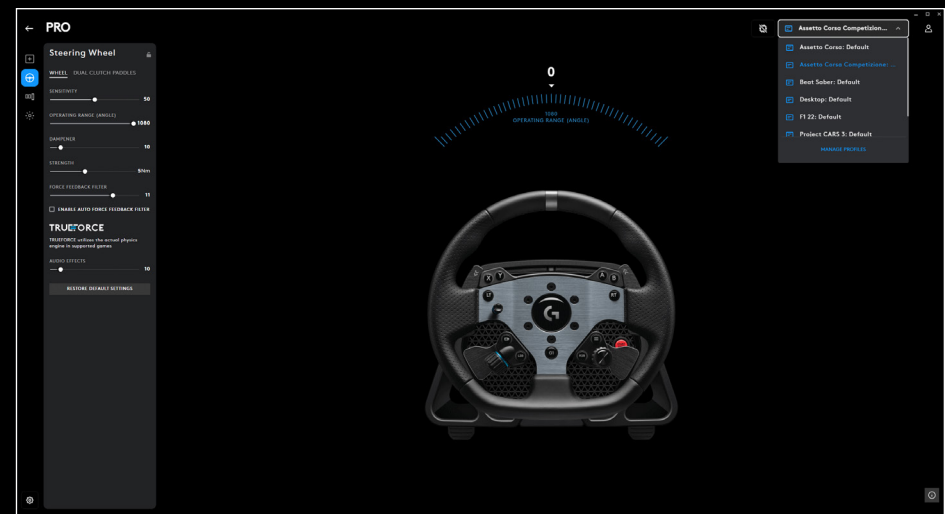 PRO
Assetto Corsa Competizion...
Assetto Corsa: Default
Assetto Corsa Competizione: ...
Beat Saber: Default
Desktop: Default
F1 22: Default
Project CARS 3: Default
MANAGE PROFILES
Steering Wheel
WHEEL DUAL CLUTCH PADDLES
SENSITIVITY
50
OPERATING RANGE (ANGLE)
1080
DAMPENER
10
STRENGTH
5Nm
FORCE FEEDBACK FILTER
11
ENABLE AUTO FORCE FEEDBACK FILTER
TRUEFORCE
TRUEFORCE utilizes the actual physics
engine in supported games
AUDIO EFFECTS
10
RESTORE DEFAULT SETTINGS
0
1080
OPERATING RANGE (ANGLE)
X Y A B
LT RT
G1